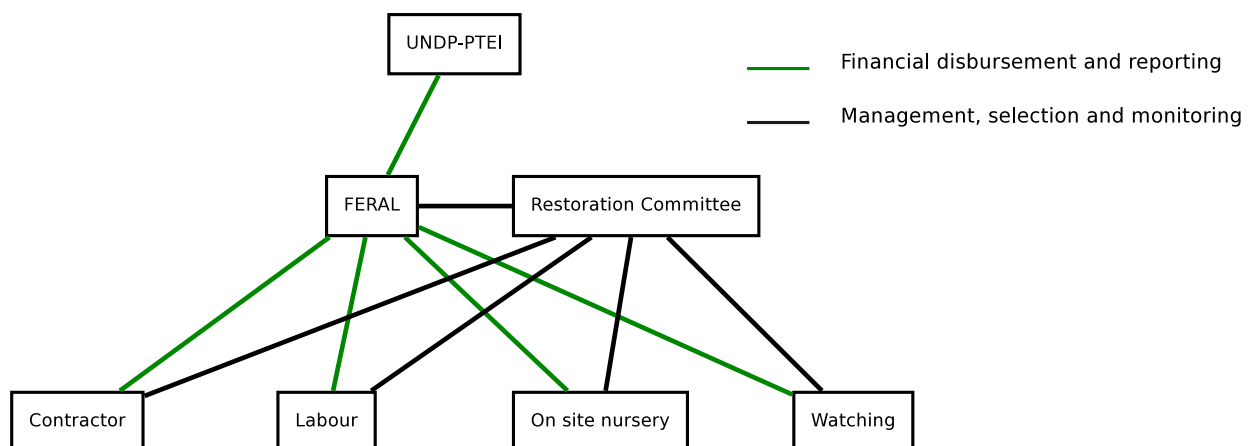 UNDP-PTEI
Financial disbursement and reporting
Management, selection and monitoring
FERAL
Restoration Committee
Contractor
Labour
On site nursery
Watching